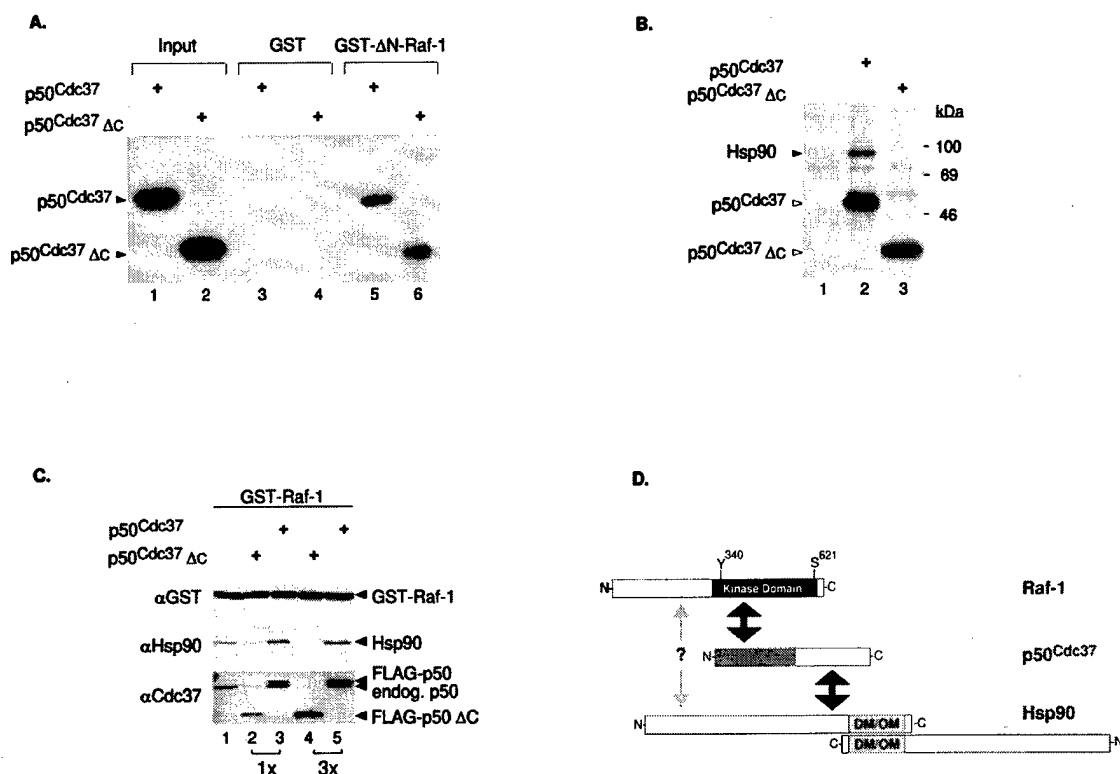 A.
Input GST GST-ΔN-Raf-1
p50Cdc37 + + +
p50Cdc37 ΔC + + +
p50Cdc37
p50Cdc37 ΔC
1 2 3 4 5 6
B.
p50Cdc37 +
p50Cdc37 ΔC +
kDa
Hsp90
- 100
- 69
p50Cdc37
- 46
p50Cdc37 ΔC
1 2 3
C.
GST-Raf-1
p50Cdc37 + +
p50Cdc37 ΔC + +
αGST GST-Raf-1
αHsp90 Hsp90
αCdc37 FLAG-p50
endog. p50
FLAG-p50 ΔC
1 2 3 4 5
1x 3x
D.
Y340 S621
N- Kinase Domain -C Raf-1
?
N- -C p50Cdc37
Hsp90
N- DM/OM -C
C- DM/OM -N